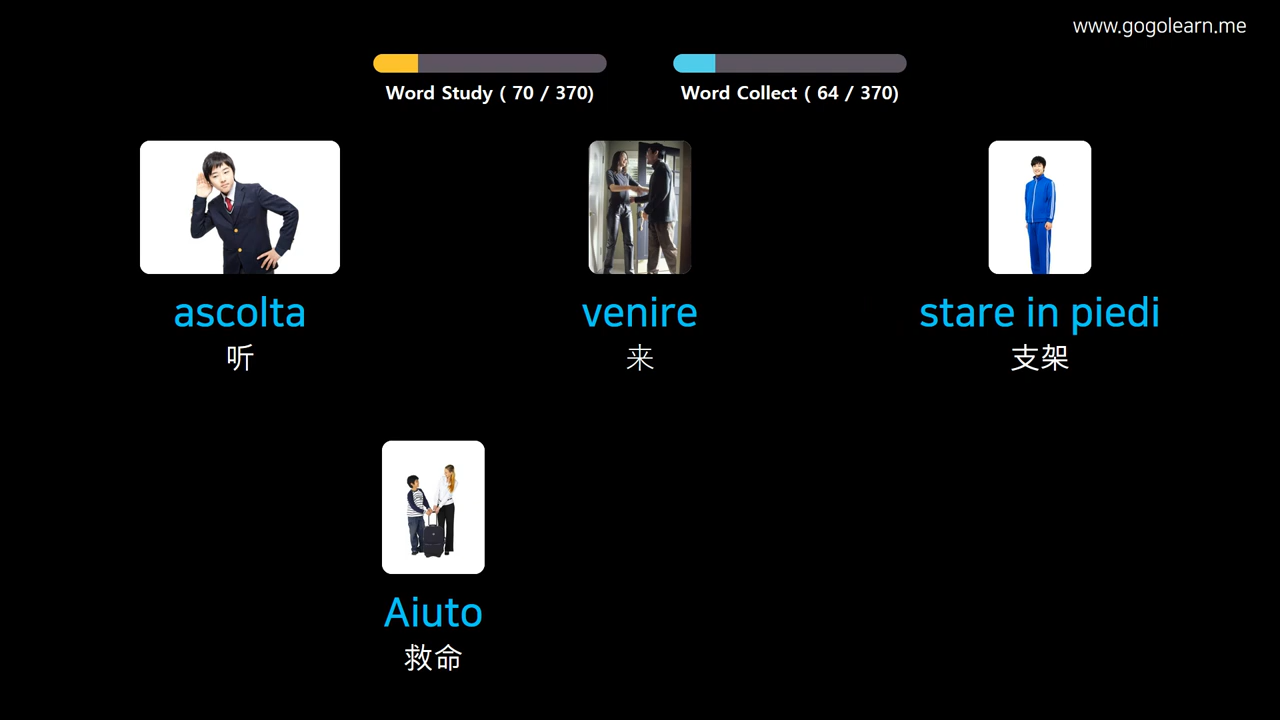 www.gogolearn.me
Word Study ( 70 / 370)
Word Collect ( 64 / 370)
ascolta
听
venire
来
stare in piedi
支架
Aiuto
救命